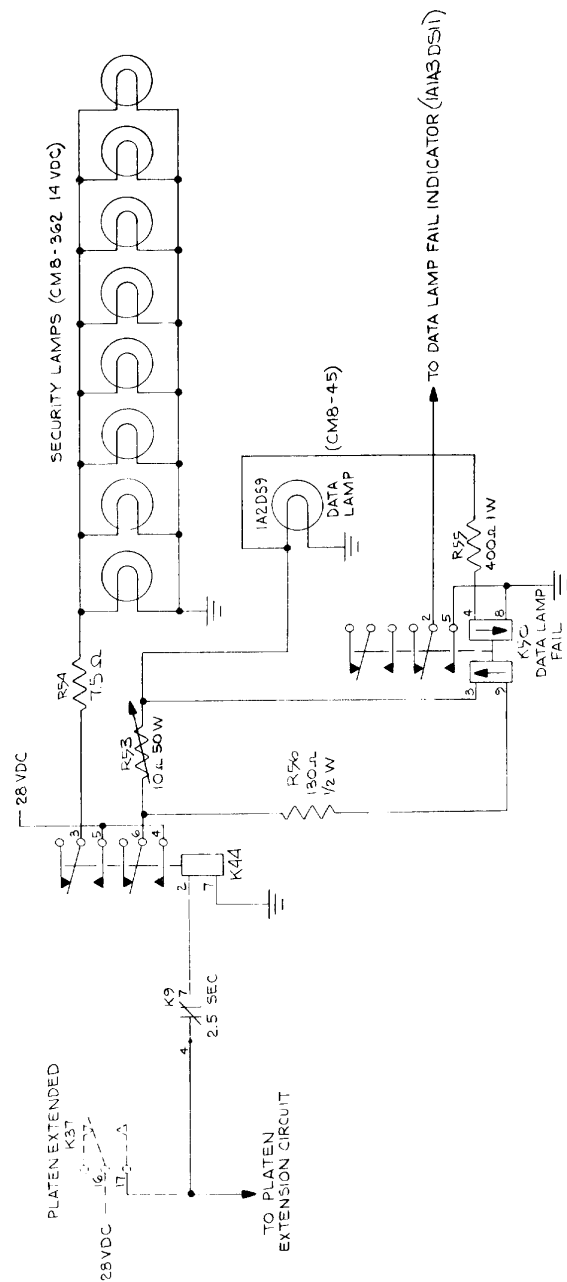 SECURITY LAMPS (CM8-362 14 VDC)
28 VDC
R54
7.5 Ω
3
5
6
4
R53
10 Ω 50W
K44
2
7
1A2DS9
DATA
LAMP
(CM8-45)
TO DATA LAMP FAIL INDICATOR (1A1A3DS11)
R56
130 Ω
1/2 W
R55
400Ω 1W
2
5
4
8
3
9
K50
DATA LAMP
FAIL
PLATEN EXTENDED
K37
28VDC
16
17
K9
4
7
2.5 SEC
TO PLATEN
EXTENSION CIRCUIT